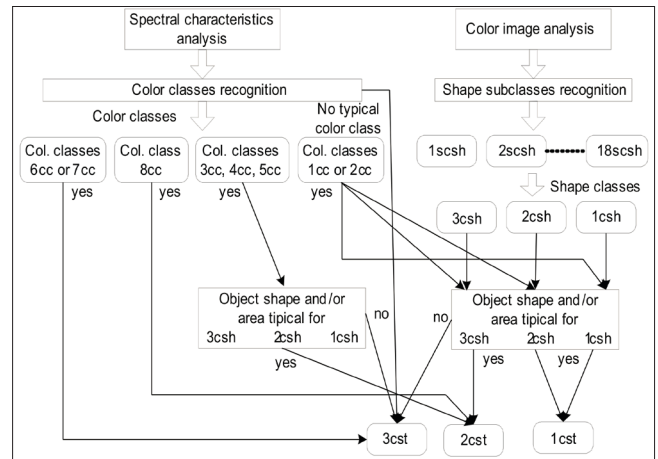 Spectral characteristics
analysis
Color image analysis
Color classes recognition
Shape subclasses recognition
Color classes
No typical
color class
Col. classes
6cc or 7cc
Col. class
8cc
Col. classes
3cc, 4cc, 5cc
Col. classes
1cc or 2cc
1scsh
2scsh
18scsh
yes
yes
yes
yes
Shape classes
3csh
2csh
1csh
Object shape and/or
area tipical for
3csh 2csh 1csh
no
no
Object shape and/or
area tipical for
3csh 2csh 1csh
yes
yes
yes
3cst
2cst
1cst